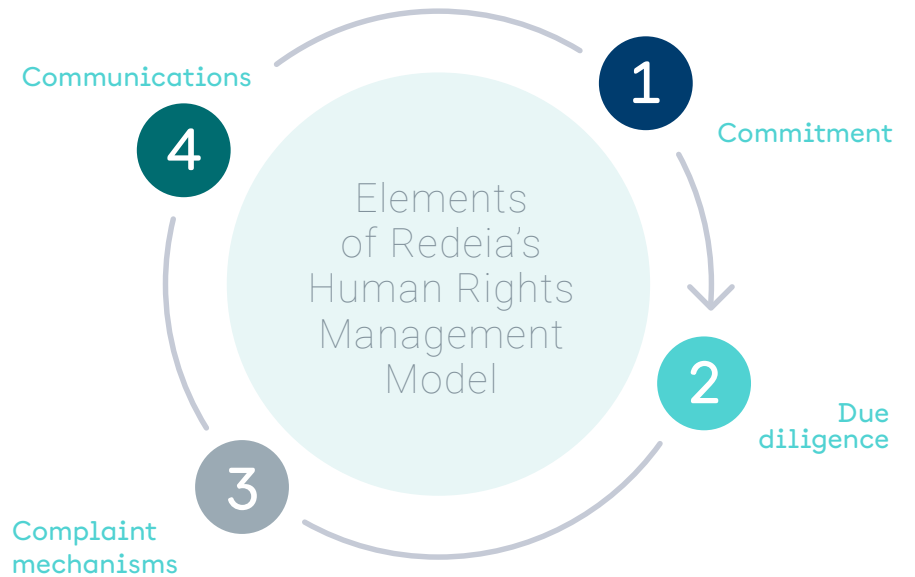 Elements
of Redeia's
Human Rights
Management
Model
1
Commitment
2
Due
diligence
3
Complaint
mechanisms
4
Communications